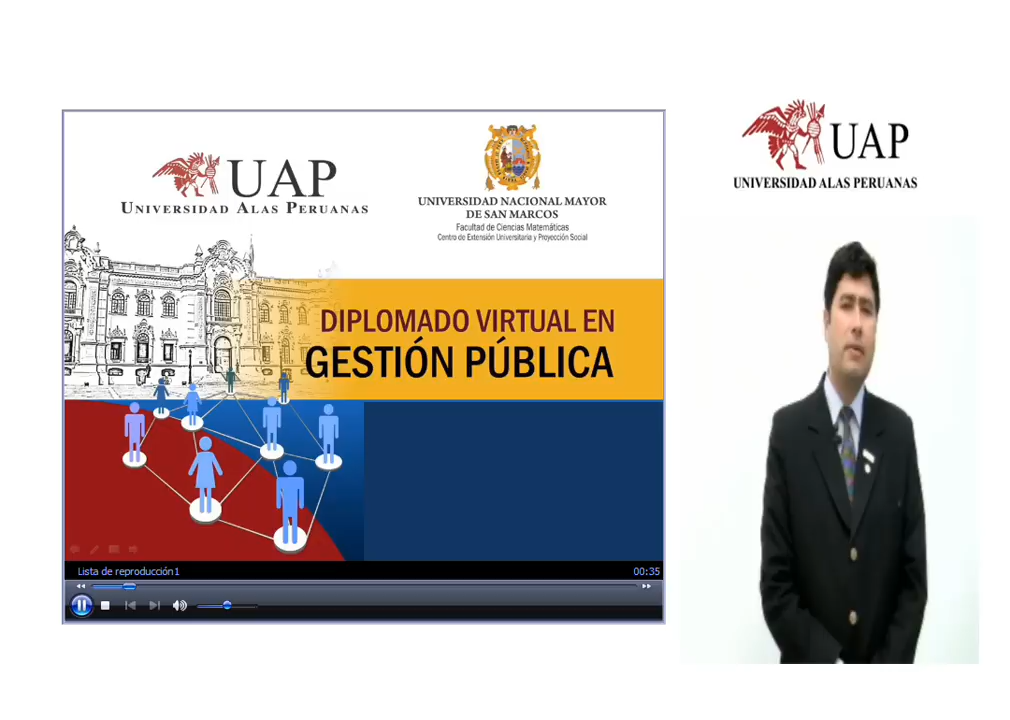 UAP
UNIVERSIDAD ALAS PERUANAS
UNIVERSIDAD NACIONAL MAYOR
DE SAN MARCOS
Facultad de Ciencias Matemáticas
Centro de Extensión Universitaria y Proyección Social
DIPLOMADO VIRTUAL EN
GESTIÓN PÚBLICA
Lista de reproducción1
00:35
UAP
UNIVERSIDAD ALAS PERUANAS